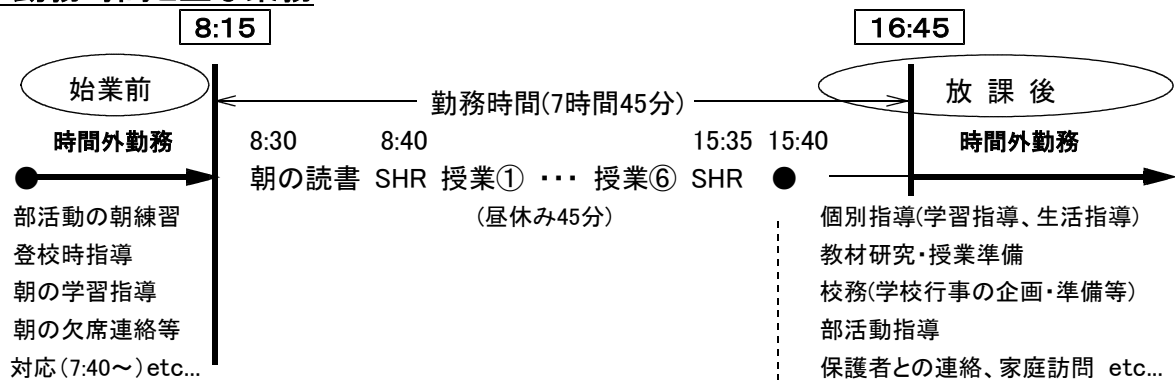 8:15
16:45
始業前
勤務時間(7時間45分)
放 課 後
時間外勤務
8:30
8:40
15:35
15:40
時間外勤務
朝の読書 SHR 授業① ・・・ 授業⑥ SHR ●
(昼休み45分)
部活動の朝練習
登校時指導
朝の学習指導
朝の欠席連絡等
対応(7:40～)etc...
個別指導(学習指導、生活指導)
教材研究・授業準備
校務(学校行事の企画・準備等)
部活動指導
保護者との連絡、家庭訪問 etc...